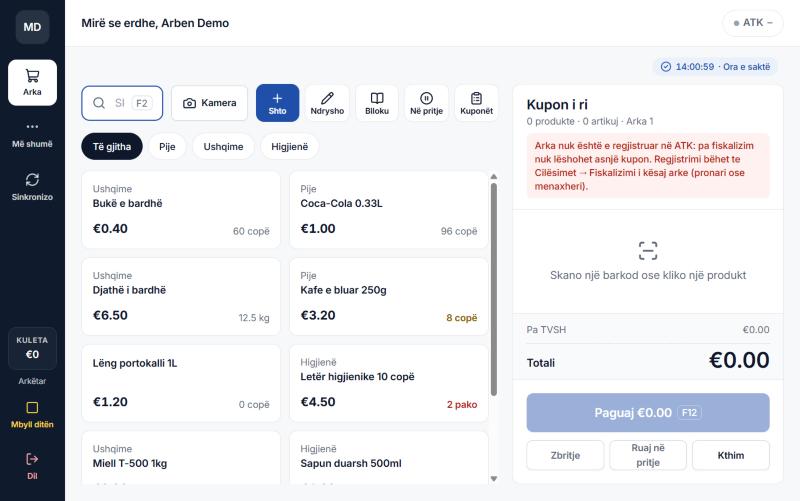 MD
Arka
Më shumë
Sinkronizo
KULETA
€0
Arkëtar
Mbyll ditën
Dil
Mirë se erdhe, Arben Demo
ATK –
14:00:59 · Ora e saktë
F2
Kamera
Shto
Ndrysho
Blloku
Në pritje
Kuponët
Të gjitha
Pije
Ushqime
Higjienë
Ushqime
Bukë e bardhë
€0.40
60 copë
Pije
Coca-Cola 0.33L
€1.00
96 copë
Ushqime
Djathë i bardhë
€6.50
12.5 kg
Pije
Kafe e bluar 250g
€3.20
8 copë
Lëng portokalli 1L
€1.20
0 copë
Higjienë
Letër higjienike 10 copë
€4.50
2 pako
Ushqime
Miell T-500 1kg
Higjienë
Sapun duarsh 500ml
Kupon i ri
0 produkte · 0 artikuj · Arka 1
Arka nuk është e regjistruar në ATK: pa fiskalizim
nuk lëshohet asnjë kupon. Regjistrimi bëhet te
Cilësimet → Fiskalizimi i kësaj arke (pronari ose
menaxheri).
Skano një barkod ose kliko një produkt
Pa TVSH
€0.00
Totali
€0.00
Paguaj €0.00 F12
Zbritje
Ruaj në
pritje
Kthim